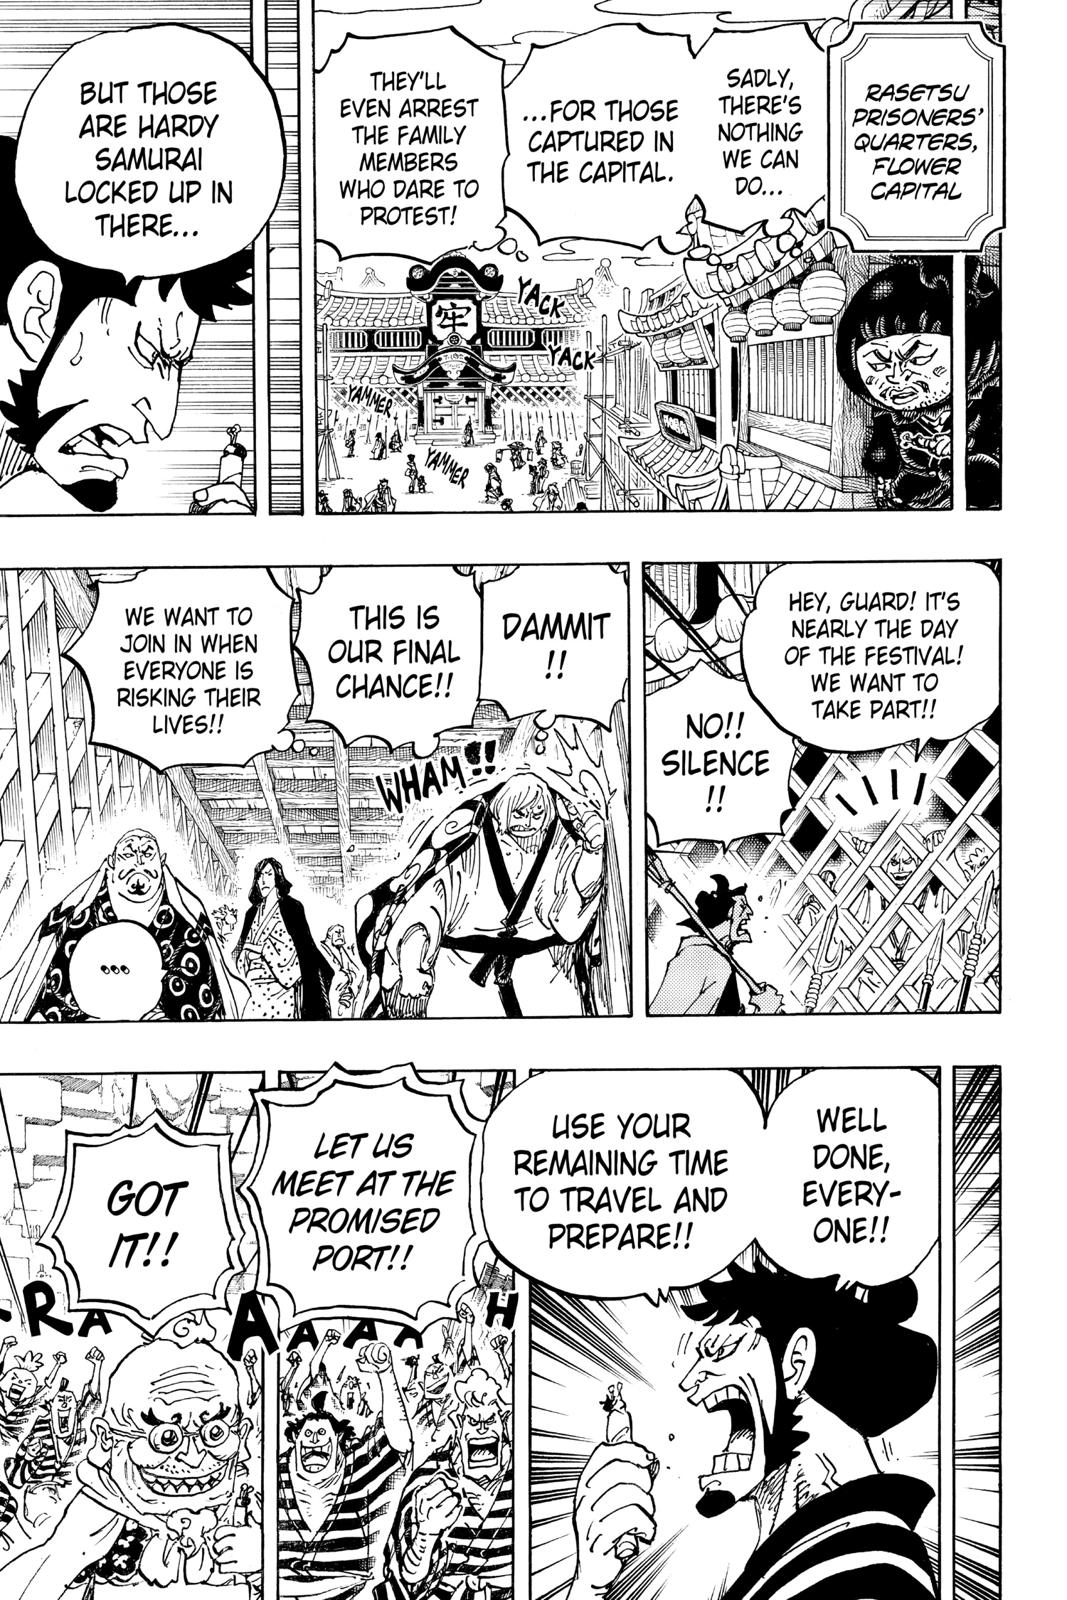 RASETSU
PRISONERS'
QUARTERS,
FLOWER
CAPITAL
SADLY,
THERE'S
NOTHING
WE CAN
DO...
...FOR THOSE
CAPTURED IN
THE CAPITAL.
THEY'LL
EVEN ARREST
THE FAMILY
MEMBERS
WHO DARE TO
PROTEST!
牢
YACK
YACK
YAMMER
YAMMER
BUT THOSE
ARE HARDY
SAMURAI
LOCKED UP IN
THERE...
HEY, GUARD! IT'S
NEARLY THE DAY
OF THE FESTIVAL!
WE WANT TO
TAKE PART!!
NO!!
SILENCE
!!
DAMMIT
!!
THIS IS
OUR FINAL
CHANCE!!
WE WANT TO
JOIN IN WHEN
EVERYONE IS
RISKING THEIR
LIVES!!
WHAM!!
...
WELL
DONE,
EVERY-
ONE!!
USE YOUR
REMAINING TIME
TO TRAVEL AND
PREPARE!!
LET US
MEET AT THE
PROMISED
PORT!!
GOT
IT!!
-RAAAAAH